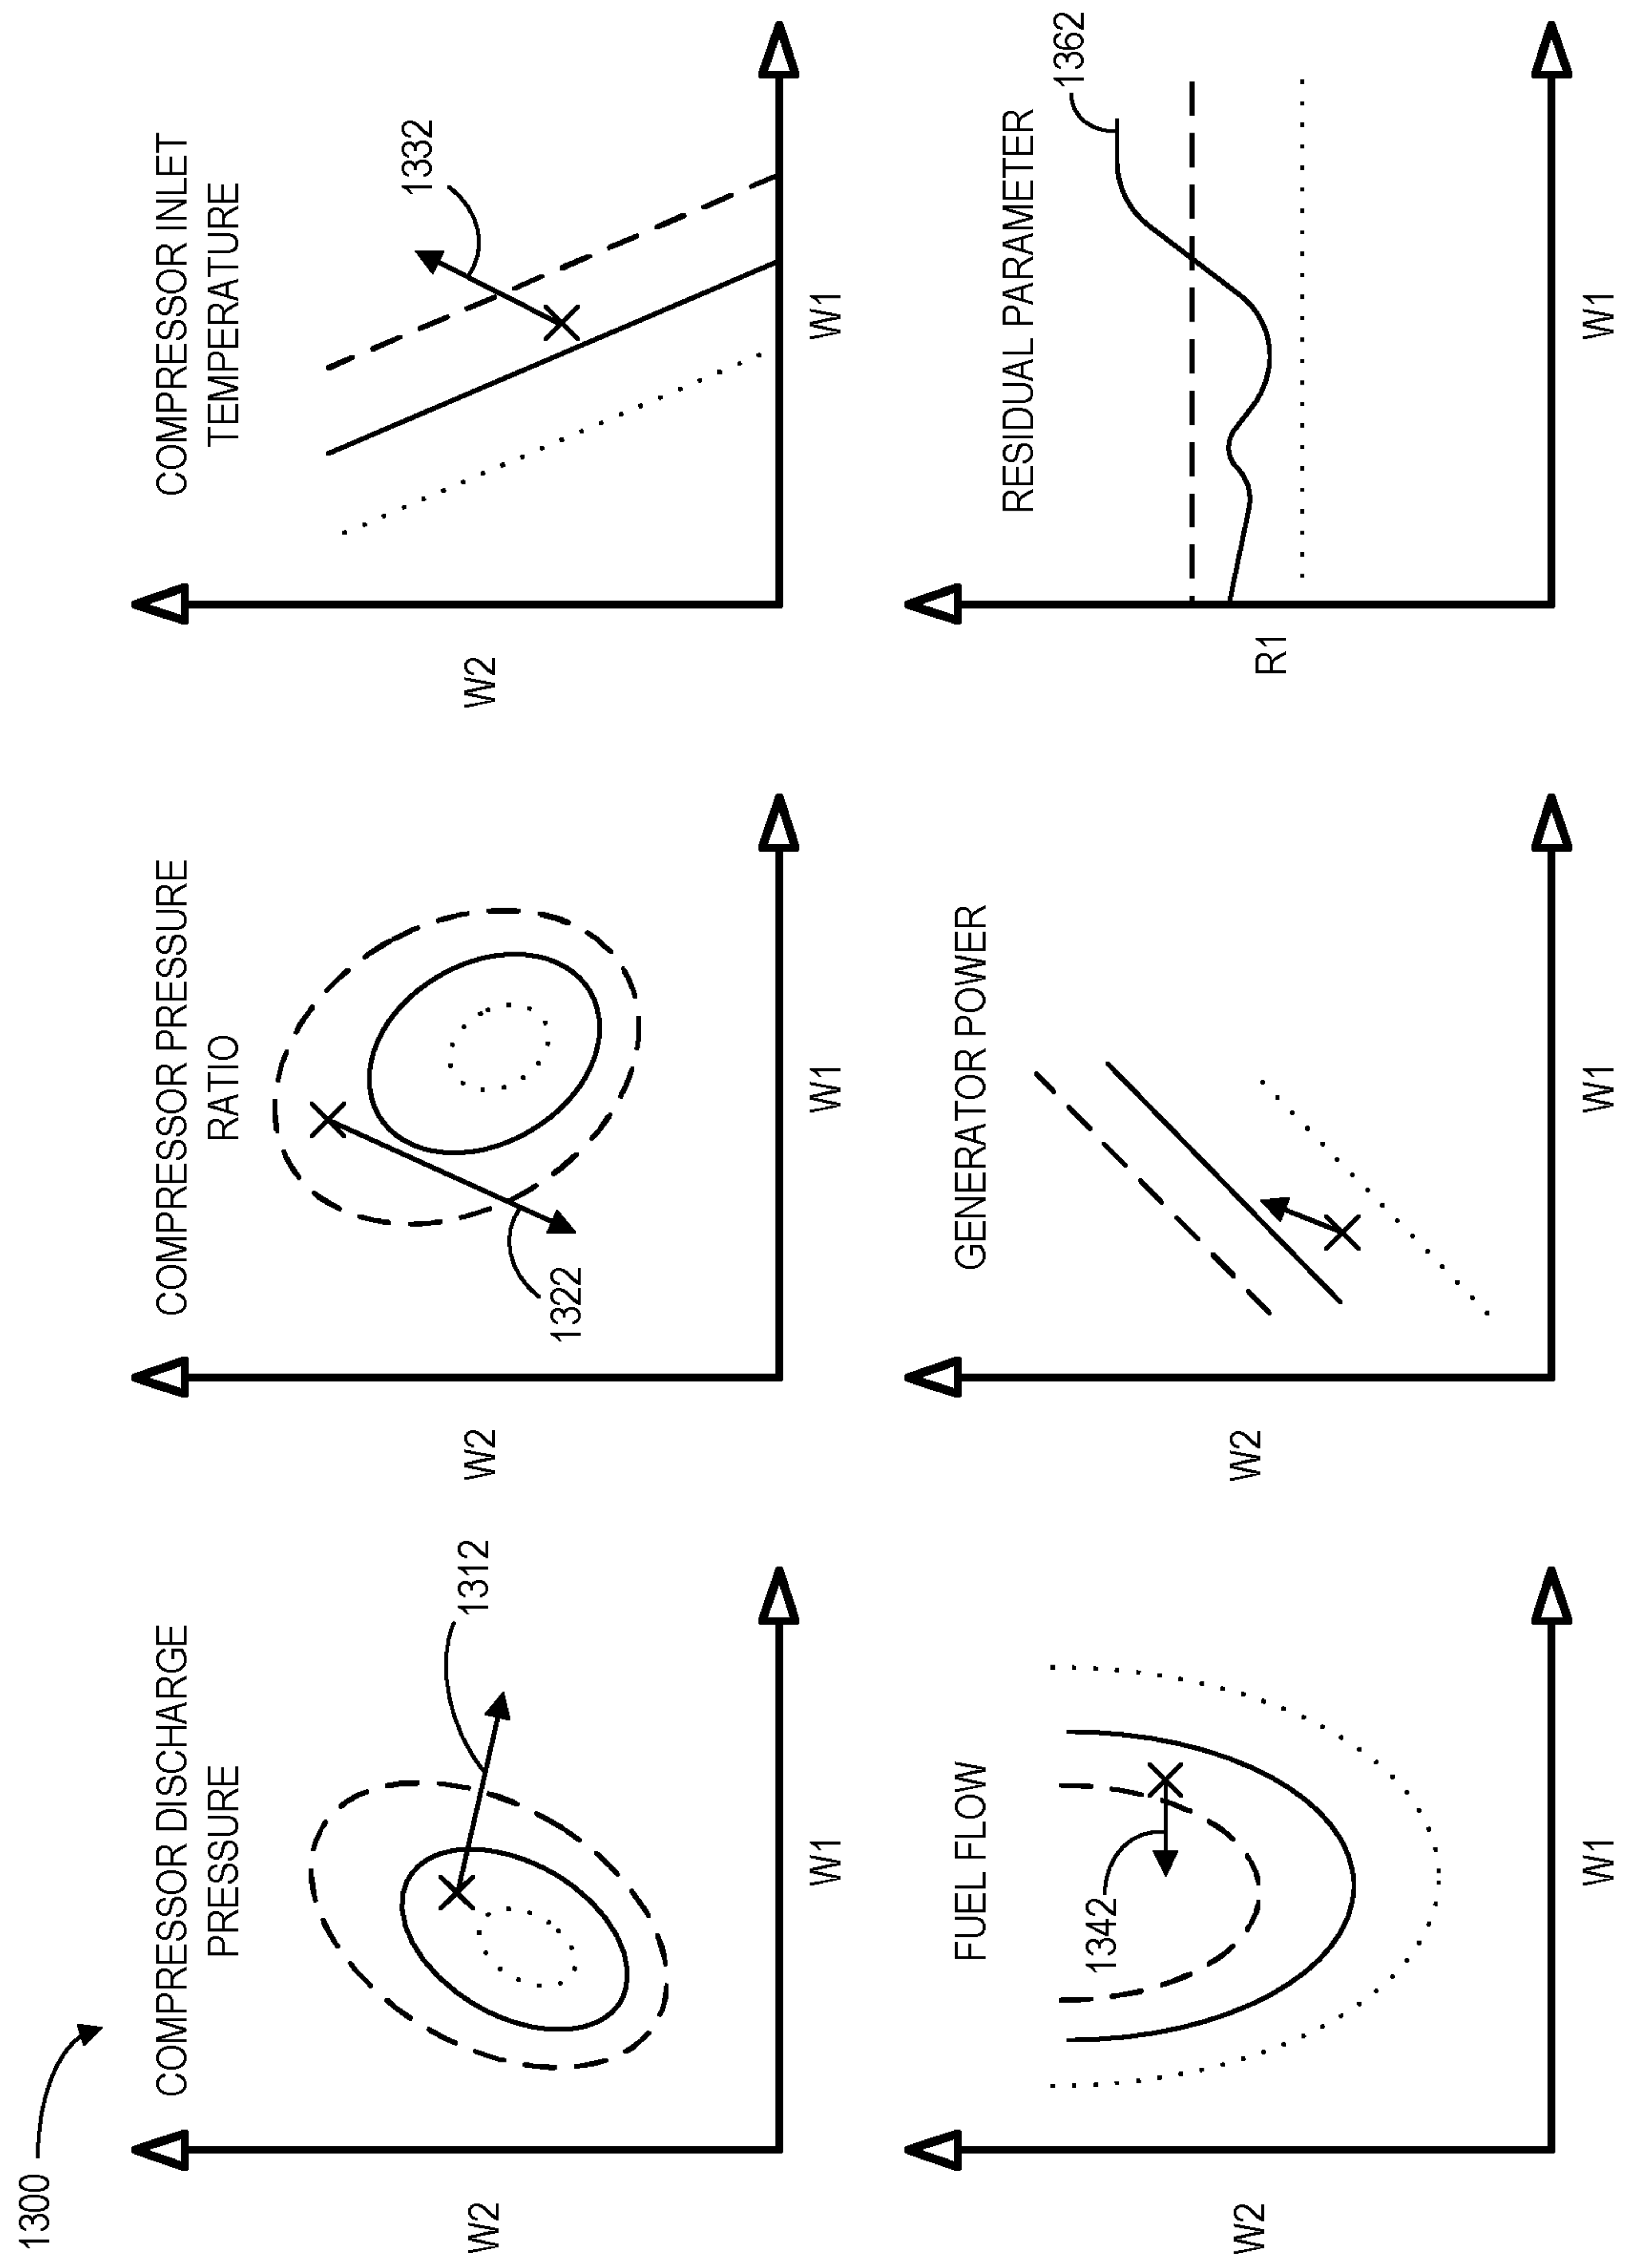 1300
COMPRESSOR DISCHARGE
PRESSURE
W2
1312
W1
COMPRESSOR PRESSURE
RATIO
W2
1322
W1
COMPRESSOR INLET
TEMPERATURE
W2
1332
W1
FUEL FLOW
W2
1342
W1
GENERATOR POWER
W2
W1
RESIDUAL PARAMETER
R1
1362
W1